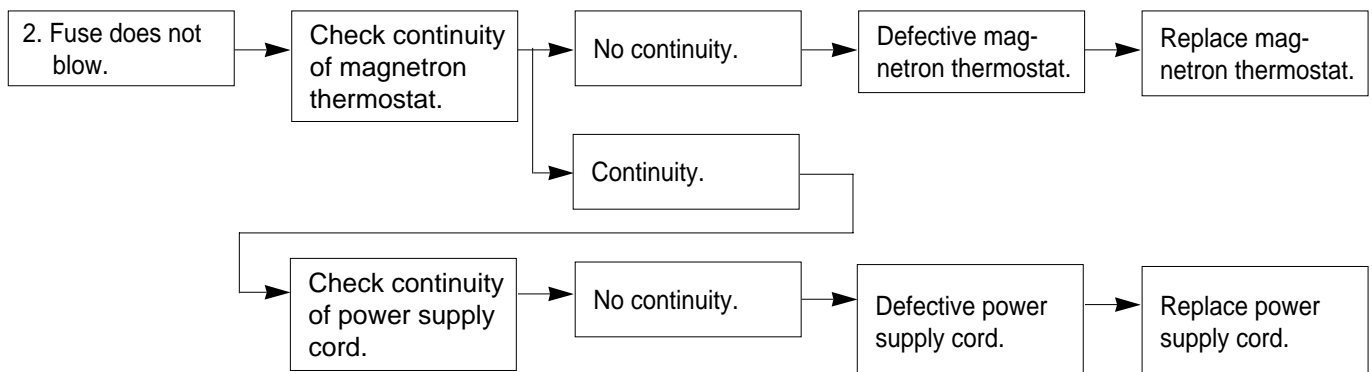 2. Fuse does not
blow.
Check continuity
of magnetron
thermostat.
No continuity.
Defective mag-
netron thermostat.
Replace mag-
netron thermostat.
Continuity.
Check continuity
of power supply
cord.
No continuity.
Defective power
supply cord.
Replace power
supply cord.